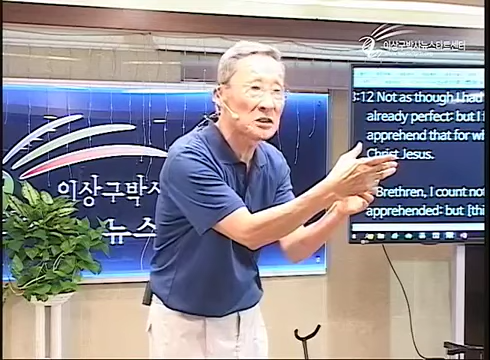 이상구박사뉴스타트센터
3:12 Not as though I had
already perfect: but I f
apprehend that for wh
Christ Jesus.
Brethren, I count not
apprehended: but [thi
이상구박사
뉴스